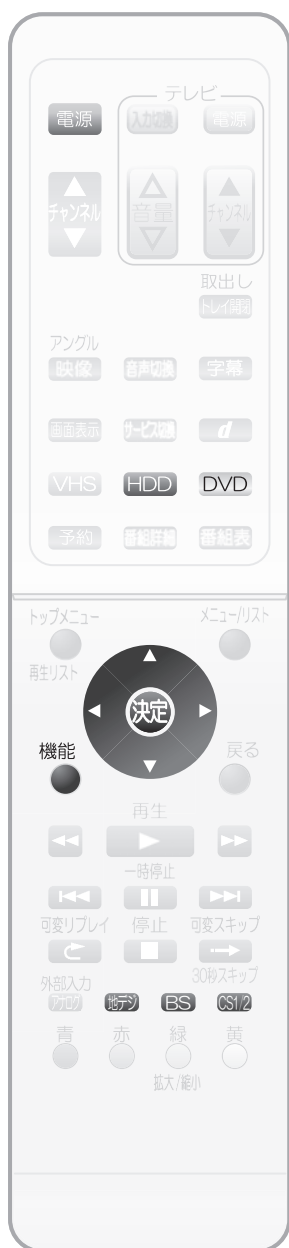 テレビ
電源 入力切換 電源
チャンネル 音量 チャンネル
取出し
トレイ開閉
アングル
映像 音声切換 字幕
画面表示 サービス切換 d
VHS HDD DVD
予約 番組詳細 番組表
トップメニュー メニュー/リスト
再生リスト
決定
機能 戻る
再生
一時停止
可変リプレイ 停止 可変スキップ
30秒スキップ
外部入力
アナログ 地デジ BS CS1/2
青 赤 緑 黄
拡大/縮小